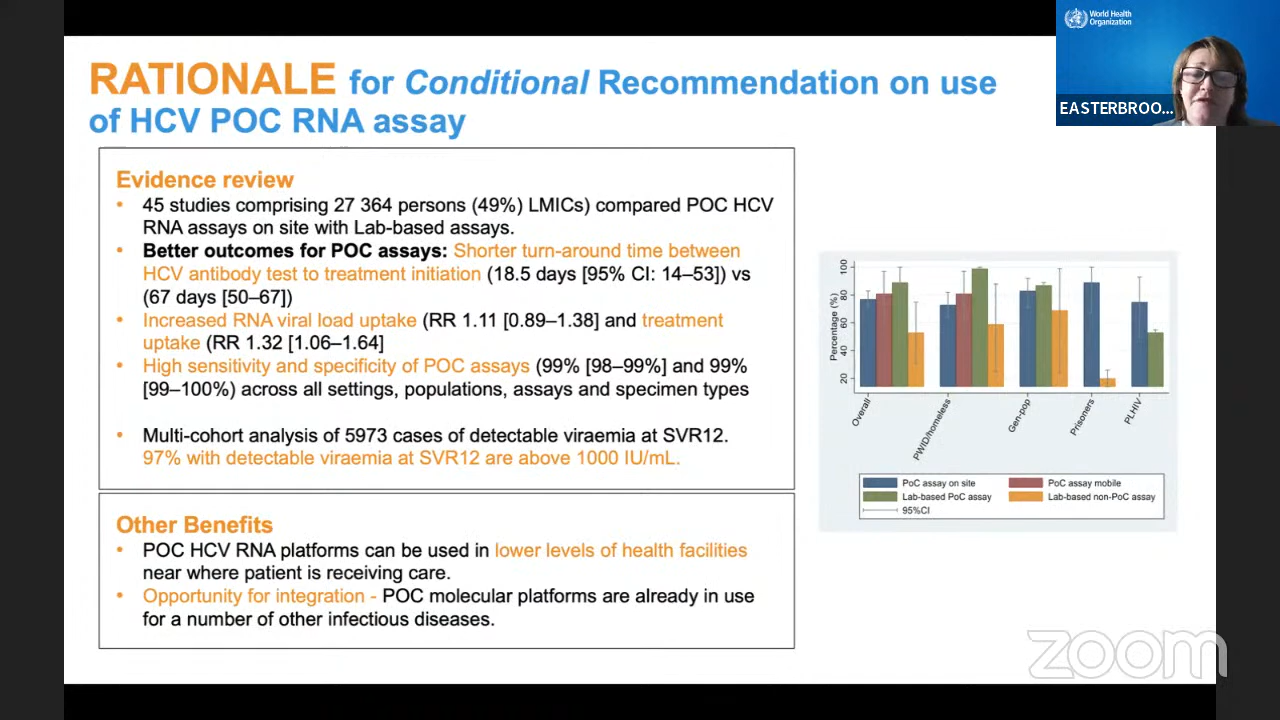 World Health
Organization
EASTERBROO...
RATIONALE for Conditional Recommendation on use
of HCV POC RNA assay
Evidence review
• 45 studies comprising 27 364 persons (49%) LMICs) compared POC HCV
RNA assays on site with Lab-based assays.
• Better outcomes for POC assays: Shorter turn-around time between
HCV antibody test to treatment initiation (18.5 days [95% CI: 14–53]) vs
(67 days [50–67])
• Increased RNA viral load uptake (RR 1.11 [0.89–1.38] and treatment
uptake (RR 1.32 [1.06–1.64]
• High sensitivity and specificity of POC assays (99% [98–99%] and 99%
[99–100%) across all settings, populations, assays and specimen types
• Multi-cohort analysis of 5973 cases of detectable viraemia at SVR12.
97% with detectable viraemia at SVR12 are above 1000 IU/mL.
Other Benefits
• POC HCV RNA platforms can be used in lower levels of health facilities
near where patient is receiving care.
• Opportunity for integration - POC molecular platforms are already in use
for a number of other infectious diseases.
Percentage (%)
100
80
60
40
20
Overall
PWID/homeless
Gen-pop
Prisoners
PLHIV
PoC assay on site
PoC assay mobile
Lab-based PoC assay
Lab-based non-PoC assay
95%CI
zoom